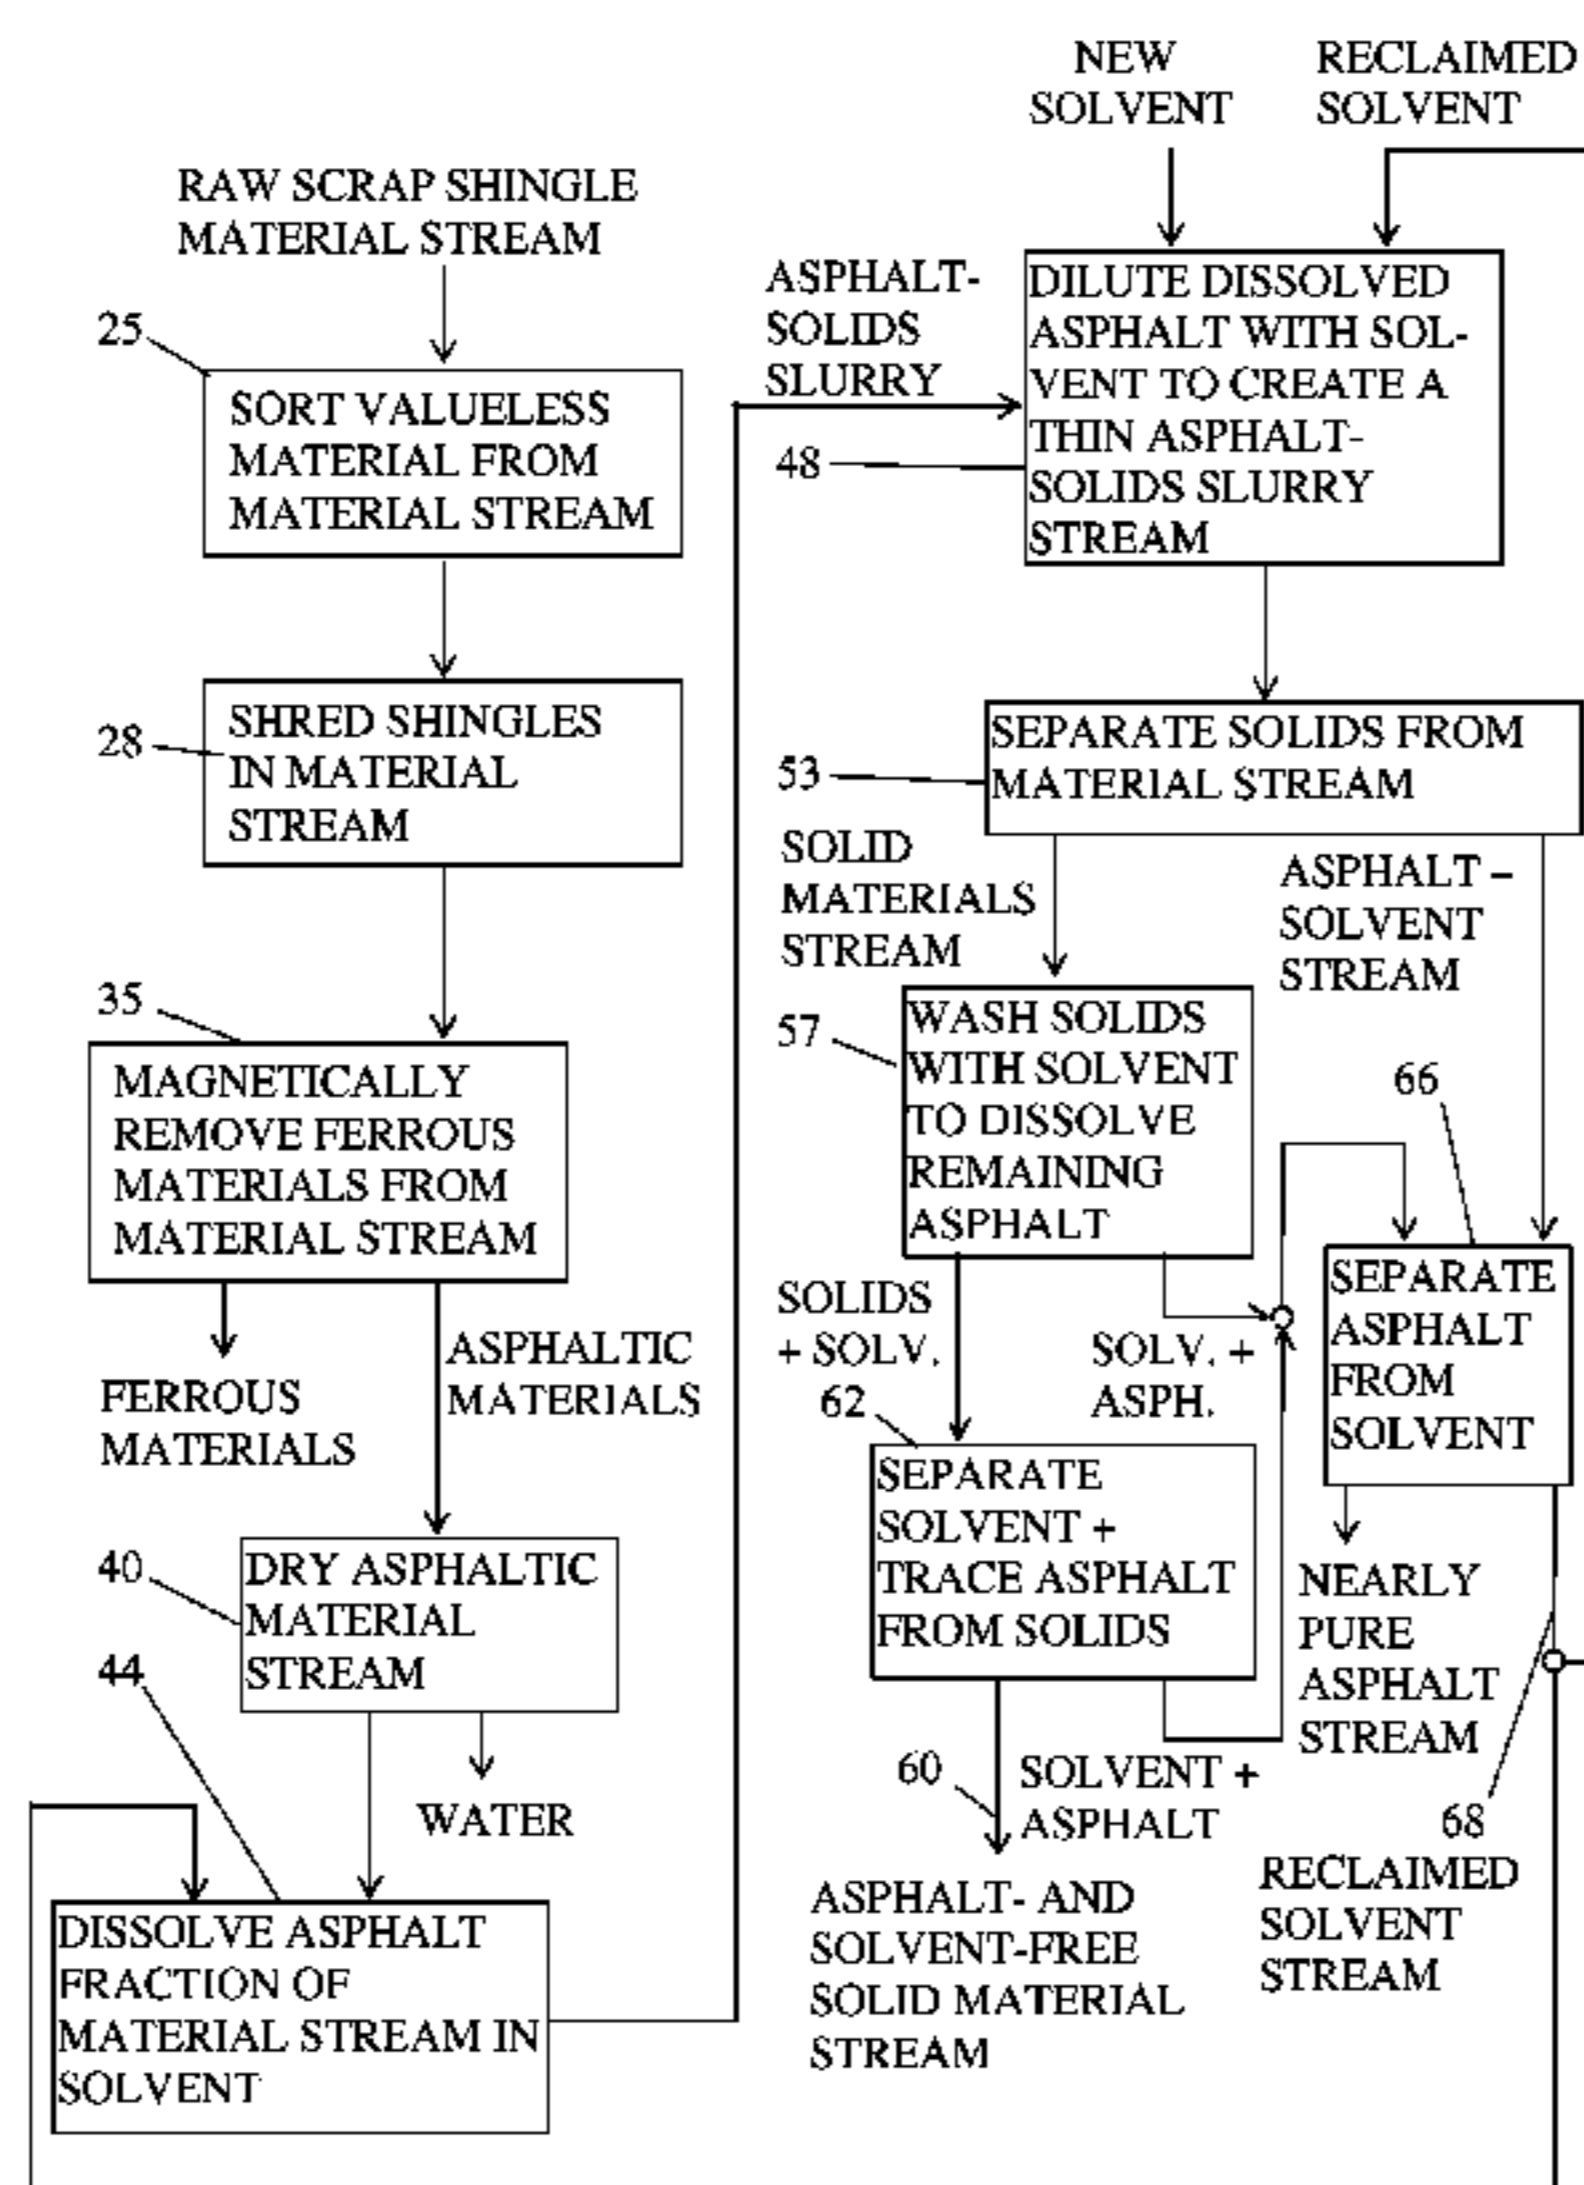 RAW SCRAP SHINGLE
MATERIAL STREAM
25
SORT VALUELESS
MATERIAL FROM
MATERIAL STREAM
28
SHRED SHINGLES
IN MATERIAL
STREAM
35
MAGNETICALLY
REMOVE FERROUS
MATERIALS FROM
MATERIAL STREAM
FERROUS
MATERIALS
ASPHALTIC
MATERIALS
40
DRY ASPHALTIC
MATERIAL
STREAM
WATER
44
DISSOLVE ASPHALT
FRACTION OF
MATERIAL STREAM IN
SOLVENT
NEW
SOLVENT
RECLAIMED
SOLVENT
ASPHALT-
SOLIDS
SLURRY
48
DILUTE DISSOLVED
ASPHALT WITH SOL-
VENT TO CREATE A
THIN ASPHALT-
SOLIDS SLURRY
STREAM
53
SEPARATE SOLIDS FROM
MATERIAL STREAM
SOLID
MATERIALS
STREAM
ASPHALT –
SOLVENT
STREAM
57
WASH SOLIDS
WITH SOLVENT
TO DISSOLVE
REMAINING
ASPHALT
66
SEPARATE
ASPHALT
FROM
SOLVENT
SOLIDS
+ SOLV.
SOLV. +
ASPH.
62
SEPARATE
SOLVENT +
TRACE ASPHALT
FROM SOLIDS
NEARLY
PURE
ASPHALT
STREAM
60
SOLVENT +
ASPHALT
68
RECLAIMED
SOLVENT
STREAM
ASPHALT- AND
SOLVENT-FREE
SOLID MATERIAL
STREAM